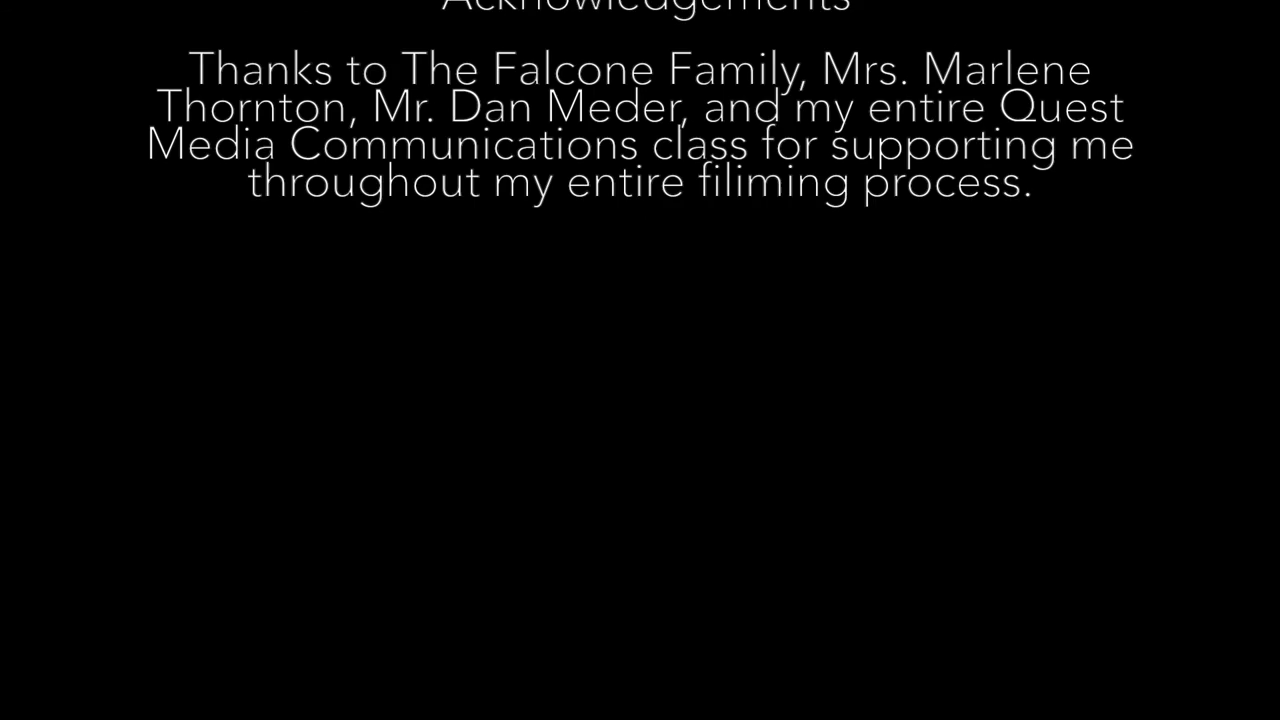 Acknowledgements
Thanks to The Falcone Family, Mrs. Marlene
Thornton, Mr. Dan Meder, and my entire Quest
Media Communications class for supporting me
throughout my entire filiming process.